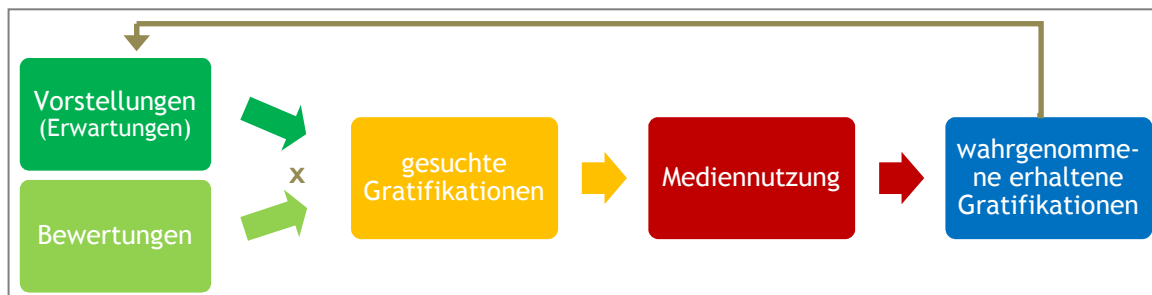 Vorstellungen
(Erwartungen)
x
Bewertungen
gesuchte
Gratifikationen
Mediennutzung
wahrgenomme-
ne erhaltene
Gratifikationen